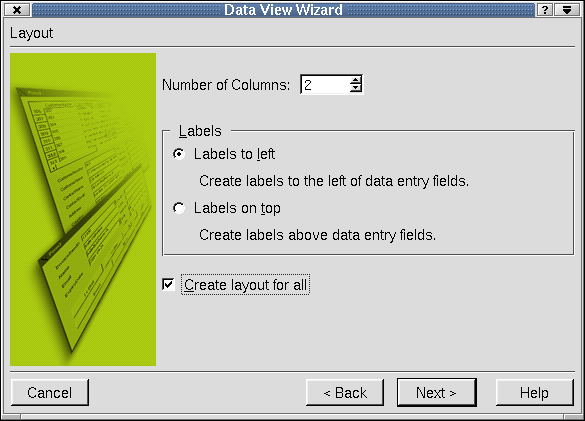 Data View Wizard
?
Layout
Number of Columns: 2
Labels
Labels to left
Create labels to the left of data entry fields.
Labels on top
Create labels above data entry fields.
Create layout for all
Cancel
< Back
Next >
Help